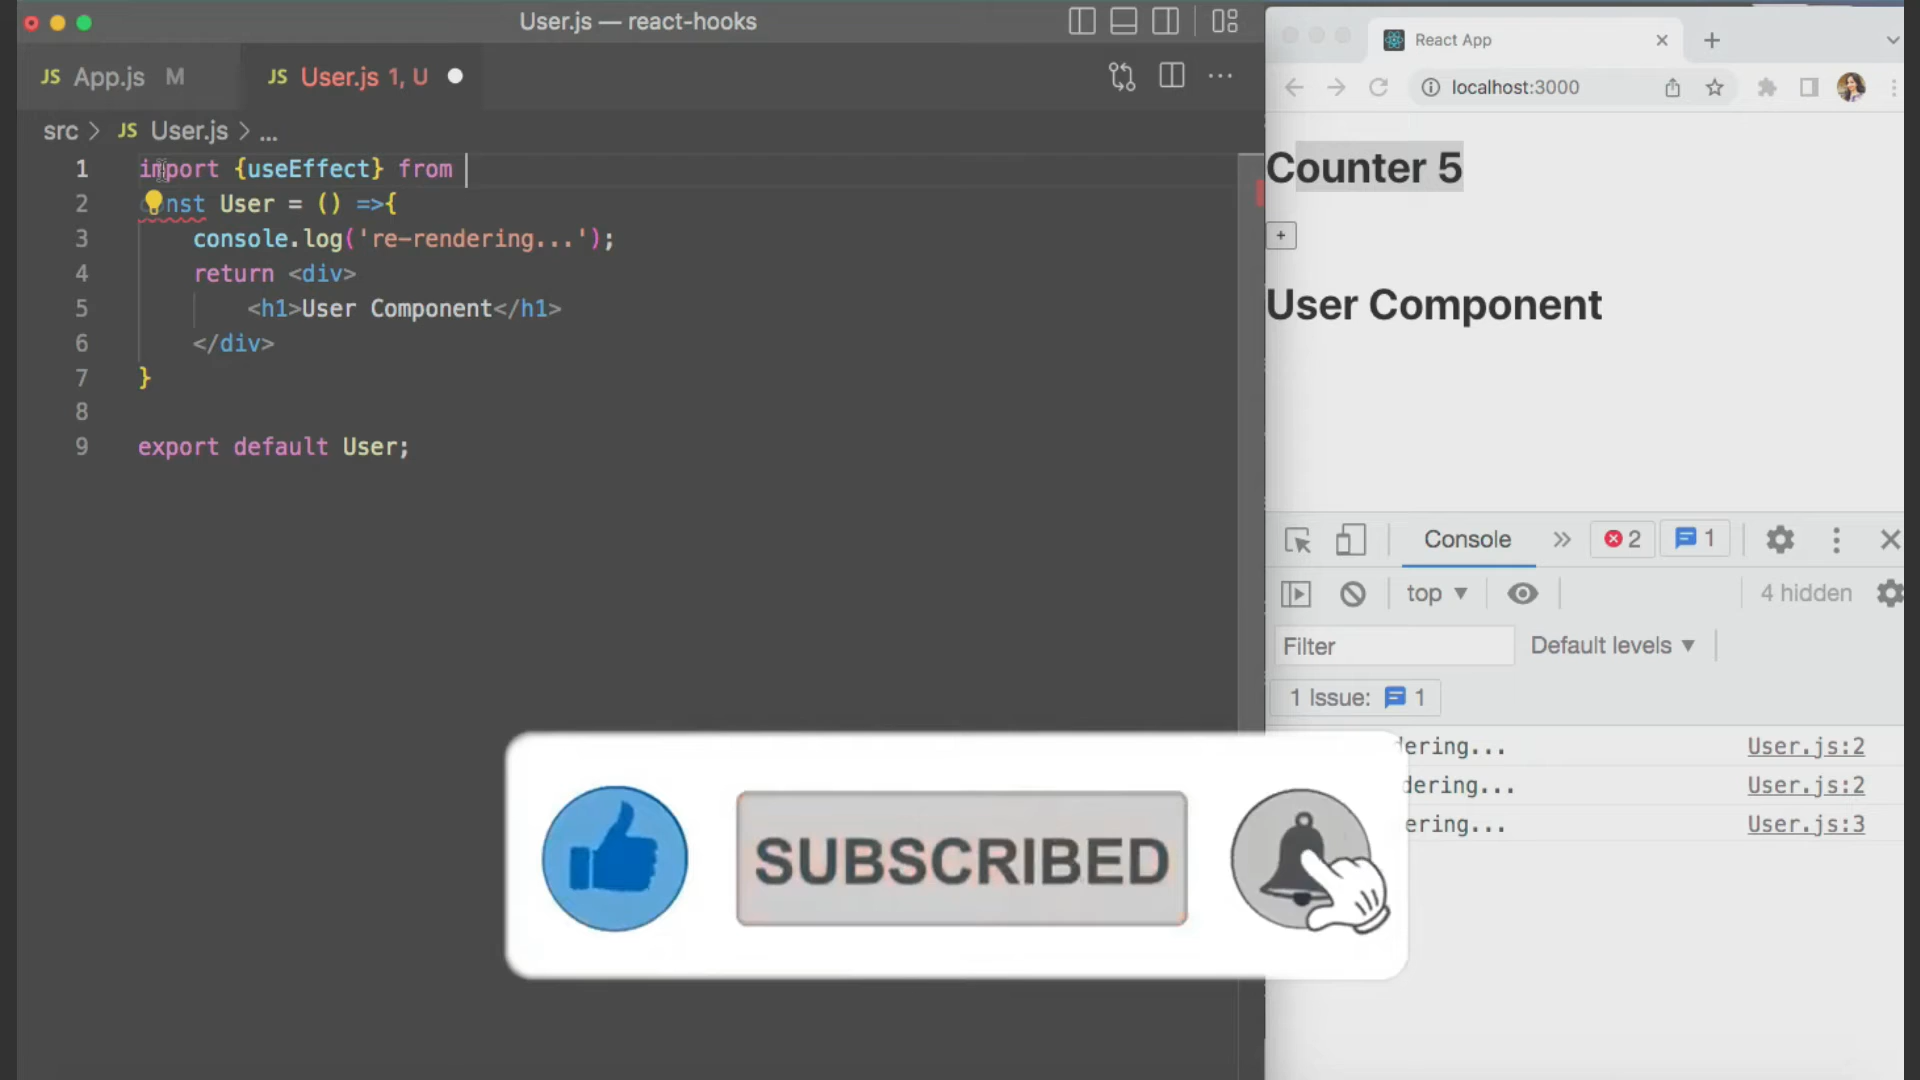 User.js — react-hooks
JS App.js M
JS User.js 1, U
src > JS User.js > ...
1 import {useEffect} from
2 const User = () =>{
3 console.log('re-rendering...');
4 return <div>
5 <h1>User Component</h1>
6 </div>
7 }
8
9 export default User;
React App
localhost:3000
Counter 5
+
User Component
Console
2
1
top
4 hidden
Filter
Default levels
1 Issue: 1
dering... User.js:2
dering... User.js:2
ering... User.js:3
SUBSCRIBED